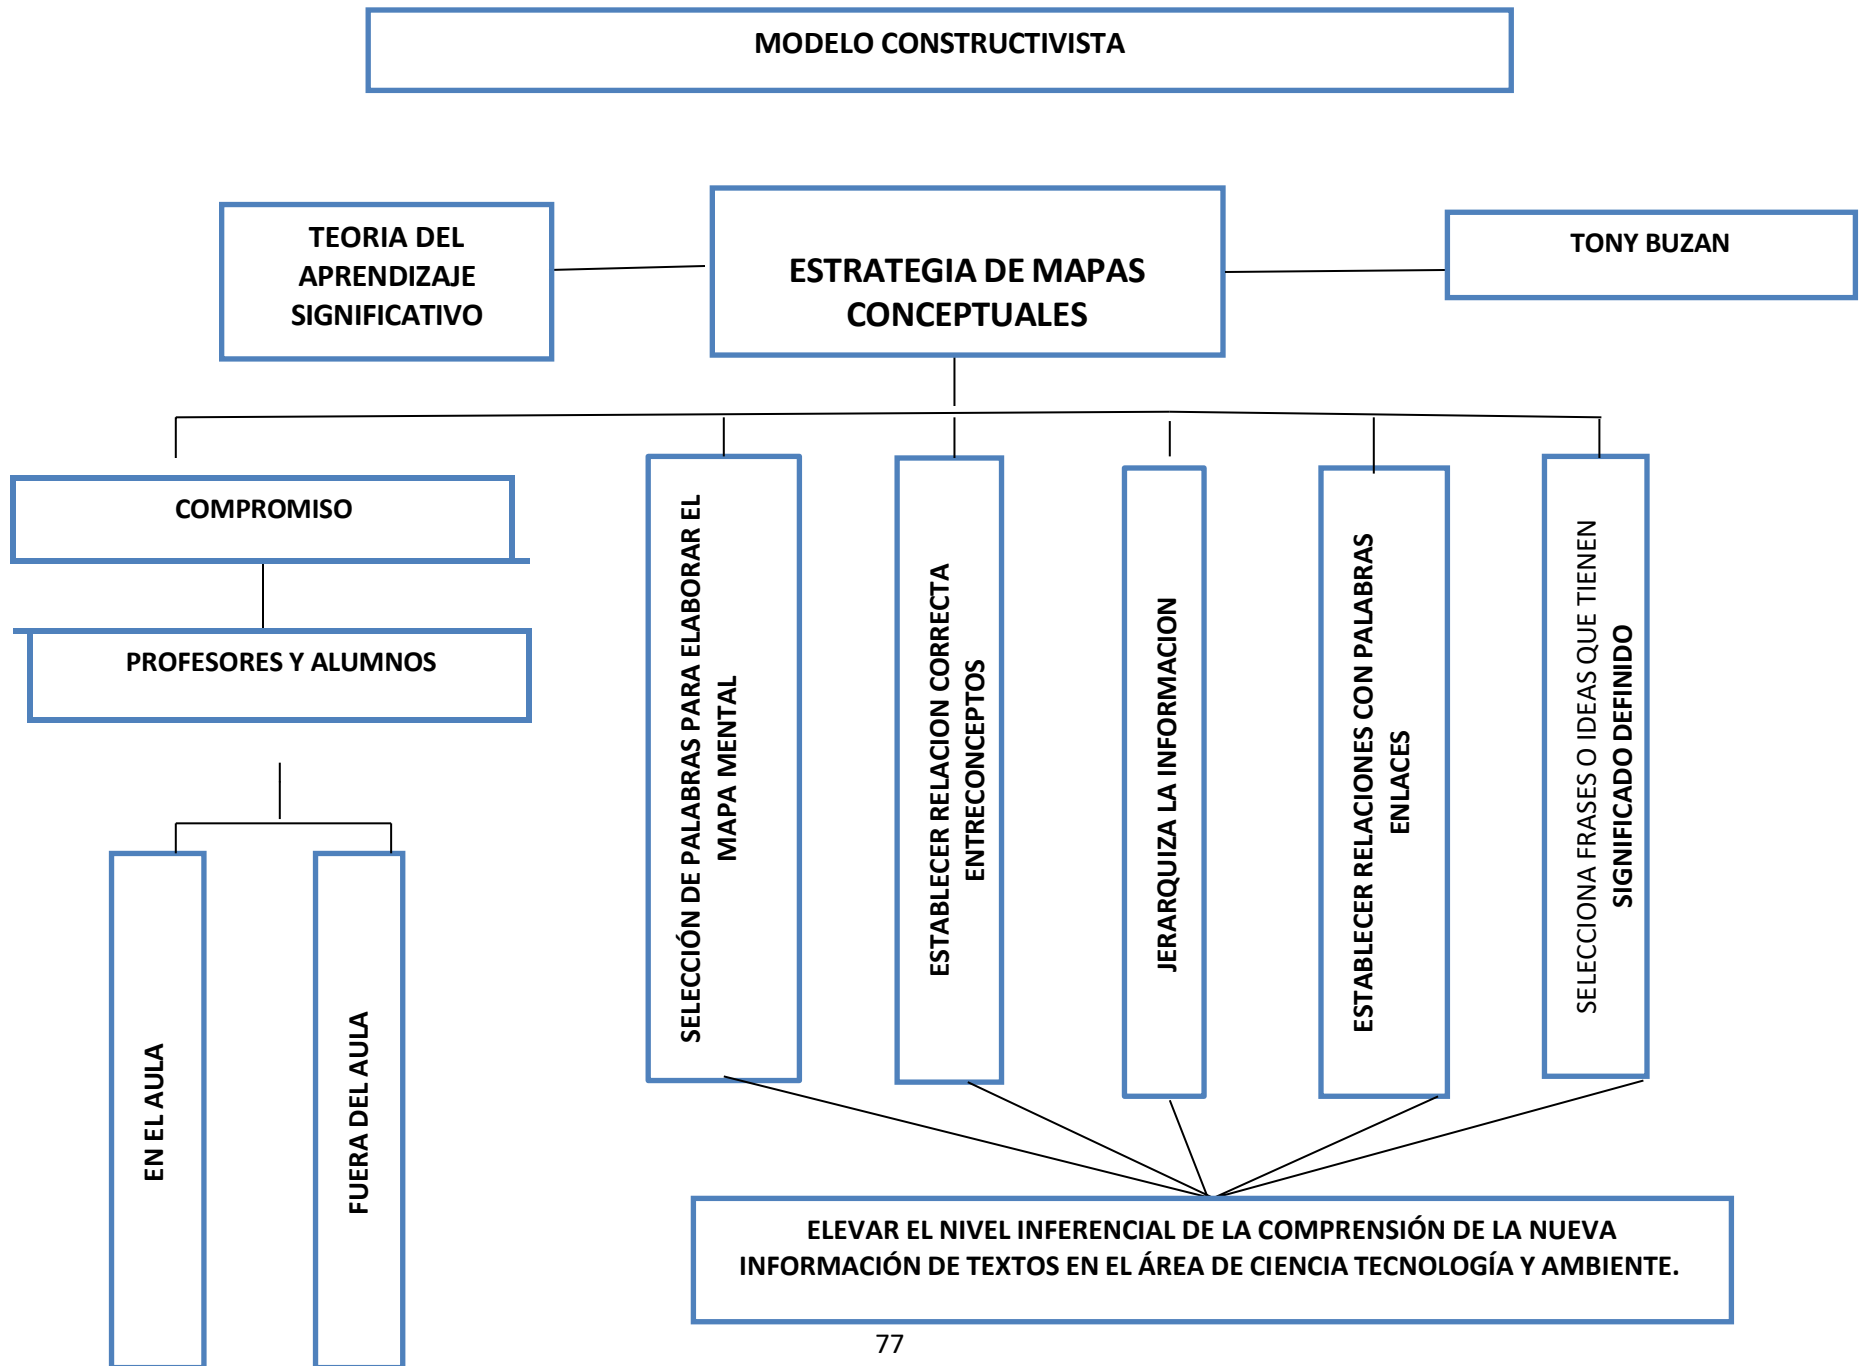 MODELO CONSTRUCTIVISTA
TEORIA DEL
APRENDIZAJE
SIGNIFICATIVO
ESTRATEGIA DE MAPAS
CONCEPTUALES
TONY BUZAN
COMPROMISO
PROFESORES Y ALUMNOS
EN EL AULA
FUERA DEL AULA
SELECCIÓN DE PALABRAS PARA ELABORAR EL
MAPA MENTAL
ESTABLECER RELACION CORRECTA
ENTRECONCEPTOS
JERARQUIZA LA INFORMACION
ESTABLECER RELACIONES CON PALABRAS
ENLACES
SELECCIONA FRASES O IDEAS QUE TIENEN
SIGNIFICADO DEFINIDO
ELEVAR EL NIVEL INFERENCIAL DE LA COMPRENSIÓN DE LA NUEVA
INFORMACIÓN DE TEXTOS EN EL ÁREA DE CIENCIA TECNOLOGÍA Y AMBIENTE.
77